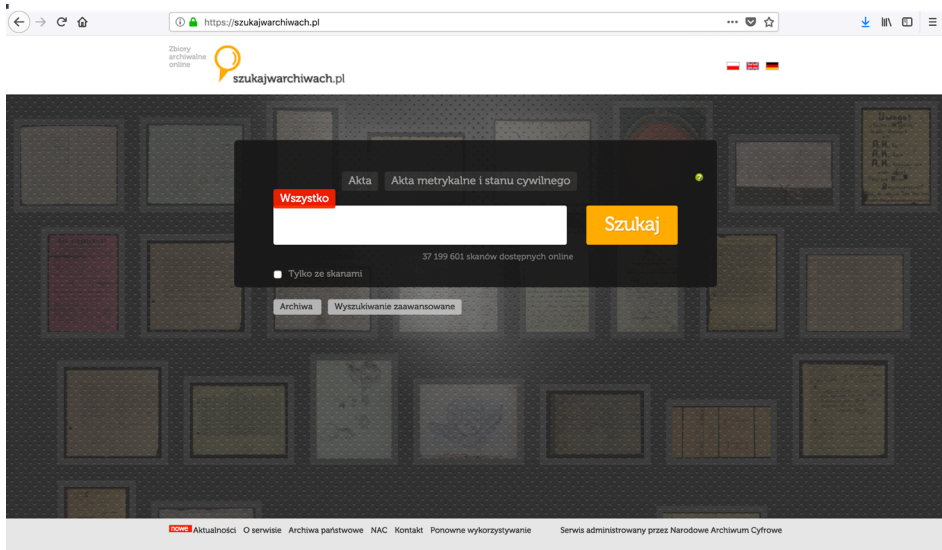 https://szukajwarchiwach.pl
Zbiory
archiwalne
online
szukajwarchiwach.pl
Uwaga!
Akta
Akta metrykalne i stanu cywilnego
Wszystko
Szukaj
37 199 601 skanów dostępnych online
Tylko ze skanami
Archiwa
Wyszukiwanie zaawansowane
nowe Aktualności O serwisie Archiwa państwowe NAC Kontakt Ponowne wykorzystywanie Serwis administrowany przez Narodowe Archiwum Cyfrowe